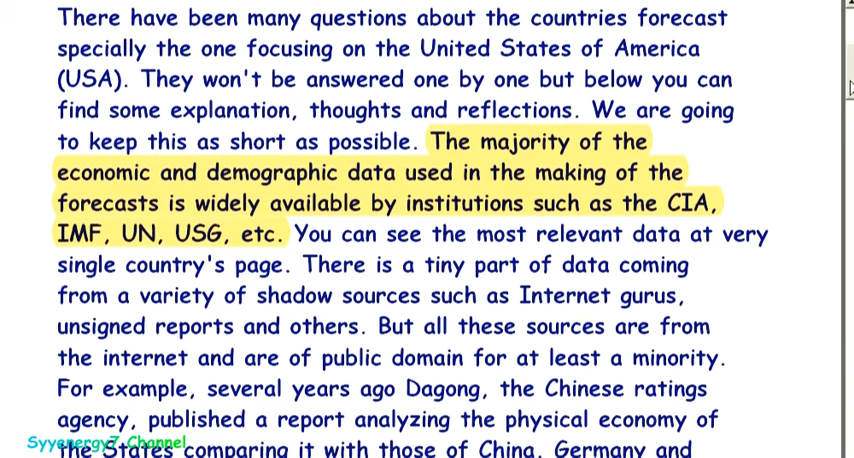 There have been many questions about the countries forecast
specially the one focusing on the United States of America
(USA). They won't be answered one by one but below you can
find some explanation, thoughts and reflections. We are going
to keep this as short as possible. The majority of the
economic and demographic data used in the making of the
forecasts is widely available by institutions such as the CIA,
IMF, UN, USG, etc. You can see the most relevant data at very
single country's page. There is a tiny part of data coming
from a variety of shadow sources such as Internet gurus,
unsigned reports and others. But all these sources are from
the internet and are of public domain for at least a minority.
For example, several years ago Dagong, the Chinese ratings
agency, published a report analyzing the physical economy of
Syyenergy7 Channel
the States comparing it with those of China, Germany and